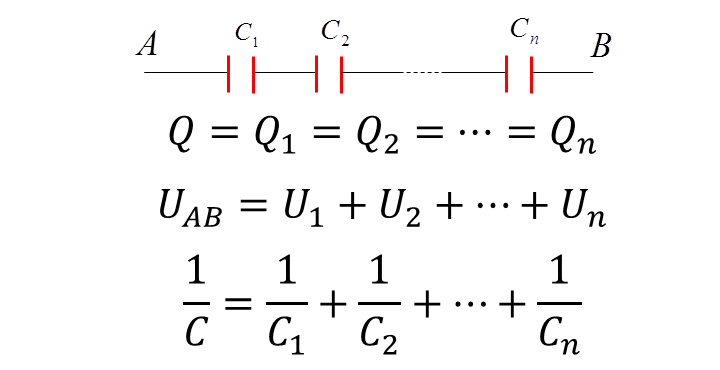 A C₁ C₂ Cₙ B
Q = Q₁ = Q₂ = ⋯ = Qₙ
U_AB = U₁ + U₂ + ⋯ + Uₙ
1/C = 1/C₁ + 1/C₂ + ⋯ + 1/Cₙ